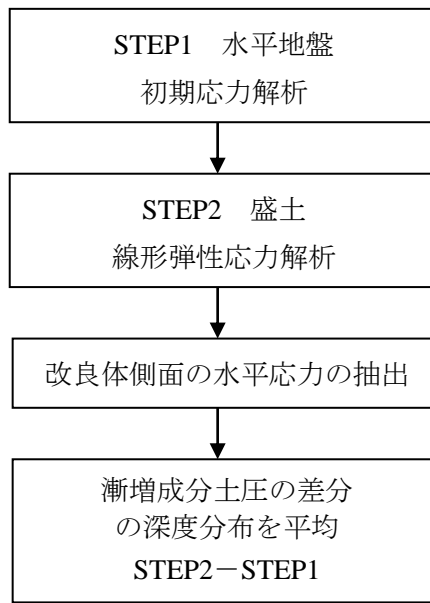 STEP1　水平地盤
初期応力解析
STEP2　盛土
線形弾性応力解析
改良体側面の水平応力の抽出
漸増成分土圧の差分
の深度分布を平均
STEP2－STEP1